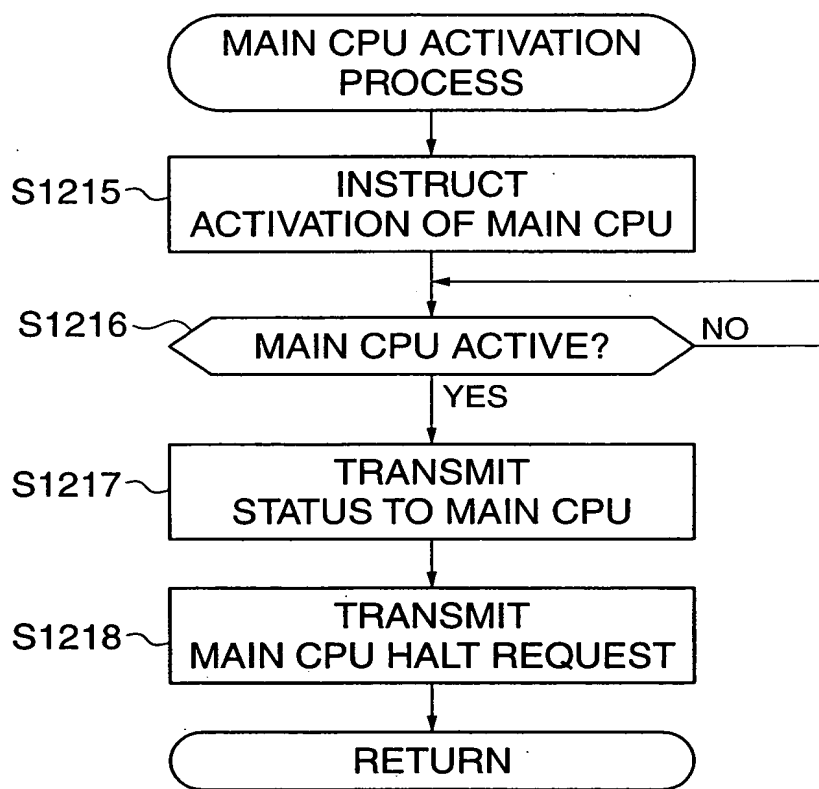 MAIN CPU ACTIVATION
PROCESS
S1215
INSTRUCT
ACTIVATION OF MAIN CPU
S1216
MAIN CPU ACTIVE?
NO
YES
S1217
TRANSMIT
STATUS TO MAIN CPU
S1218
TRANSMIT
MAIN CPU HALT REQUEST
RETURN